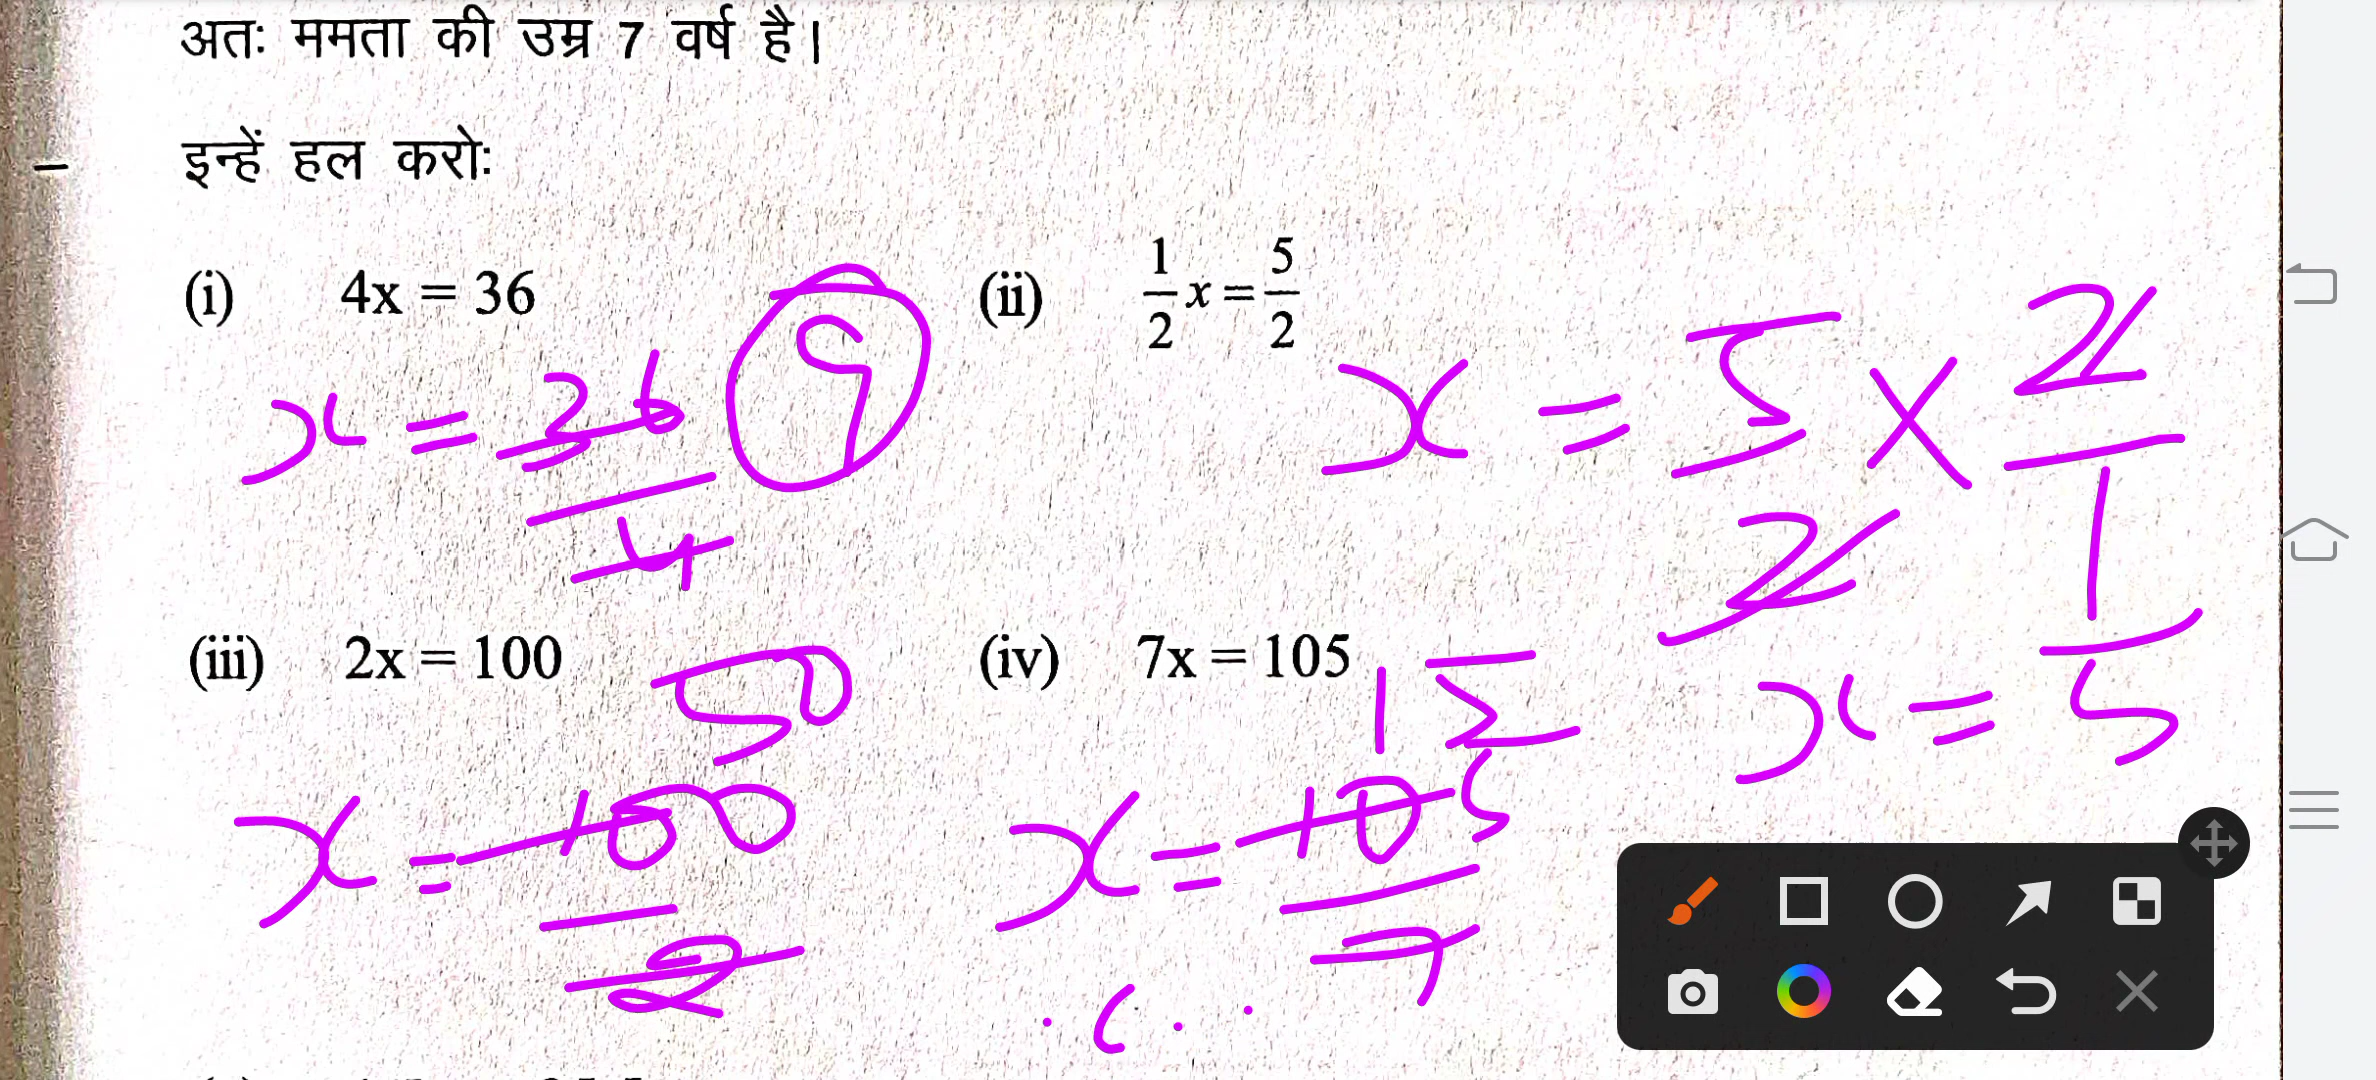 अतः ममता की उम्र 7 वर्ष है।
– इन्हें हल करोः
(i) 4x = 36
x = 36/4 9
(ii) 1/2 x = 5/2
x = 5/2 × 2/1
x = 5
(iii) 2x = 100
x = 100/2 50
(iv) 7x = 105
x = 105/7 15